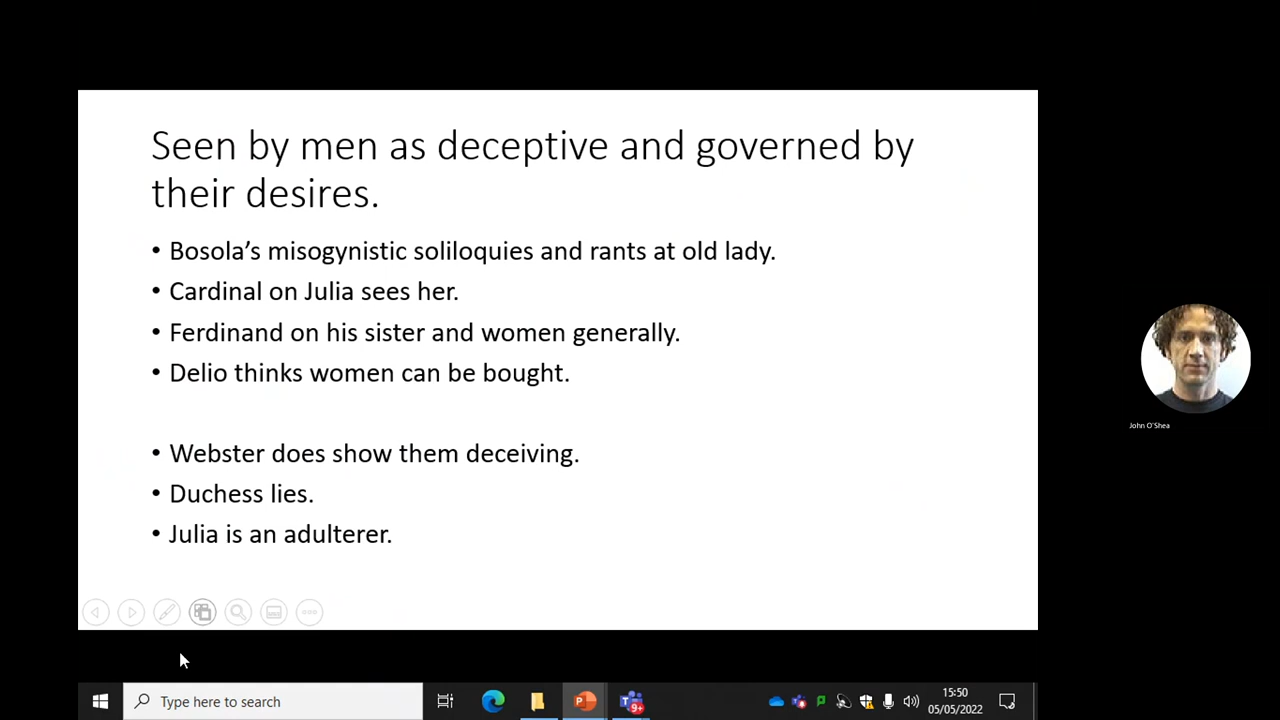 Seen by men as deceptive and governed by
their desires.
• Bosola’s misogynistic soliloquies and rants at old lady.
• Cardinal on Julia sees her.
• Ferdinand on his sister and women generally.
• Delio thinks women can be bought.
• Webster does show them deceiving.
• Duchess lies.
• Julia is an adulterer.
John O'Shea
Type here to search
9+
15:50
05/05/2022